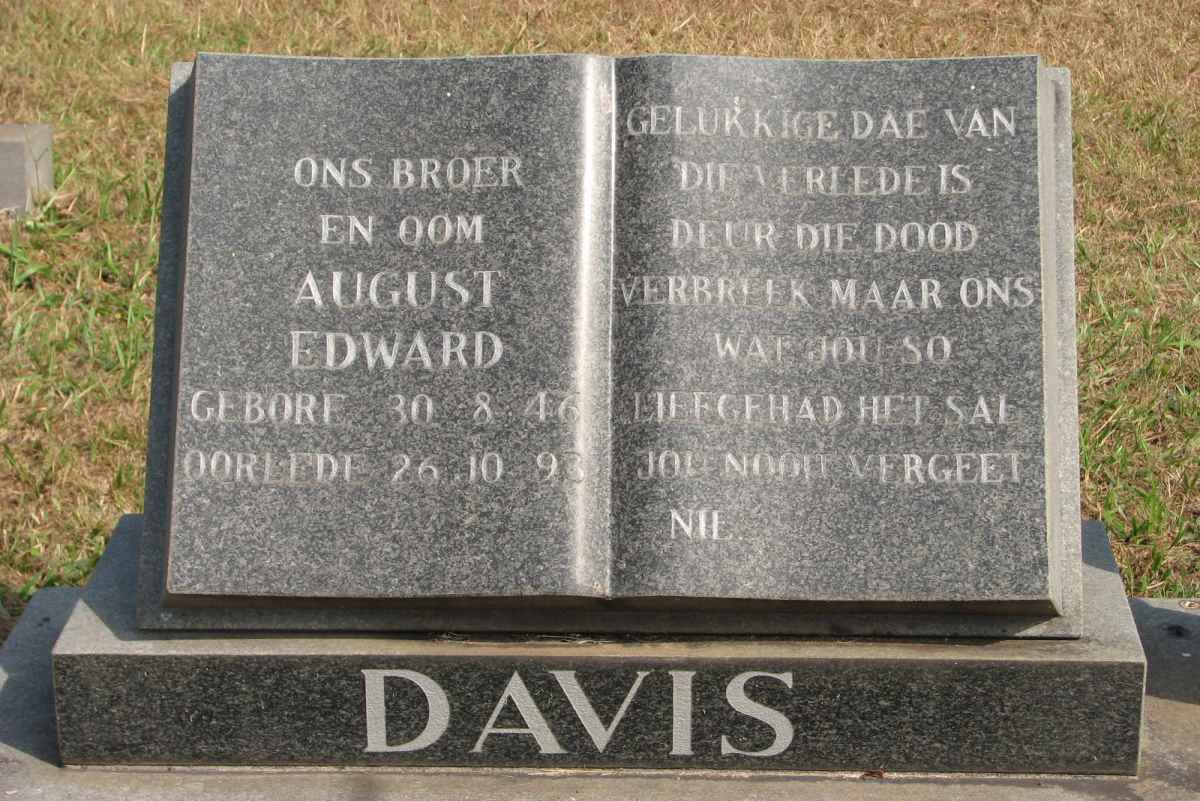 ONS BROER
EN OOM
AUGUST
EDWARD
GEBORE 30 8 46
OORLEDE 26 10 93
GELUKKIGE DAE VAN
DIE VERLEDE IS
DEUR DIE DOOD
VERBREEK MAAR ONS
WAT JOU SO
LIEFGEHAD HET SAL
JOU NOOIT VERGEET
NIE.
DAVIS